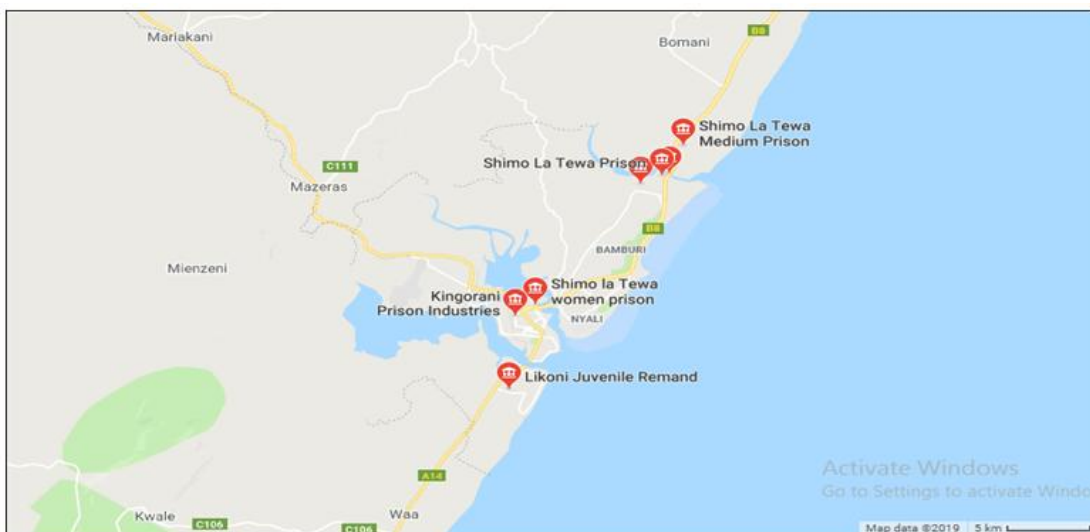 Mariakani
Bomani
B8
Shimo La Tewa
Medium Prison
Shimo La Tewa Prison
C111
Mazeras
B8
BAMBURI
Mienzeni
Shimo la Tewa
women prison
Kingorani
Prison Industries
NYALI
Likoni Juvenile Remand
A14
Waa
Kwale
C106
C106
Activate Windows
Go to Settings to activate Windo
Map data ©2019
5 km